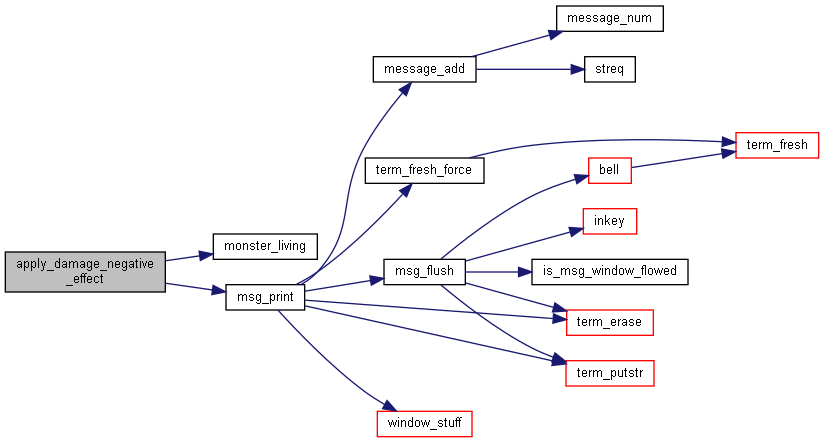 message_num
message_add
streq
term_fresh
term_fresh_force
bell
inkey
monster_living
apply_damage_negative
_effect
msg_flush
is_msg_window_flowed
msg_print
term_erase
term_putstr
window_stuff